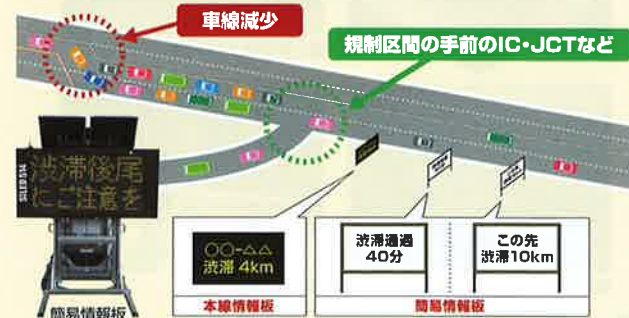 車線減少
規制区間の手前のIC・JCTなど
渋滞後尾
にご注意を
簡易情報板
〇〇-△△
渋滞 4km
本線情報板
渋滞通過
40分
この先
渋滞10km
簡易情報板